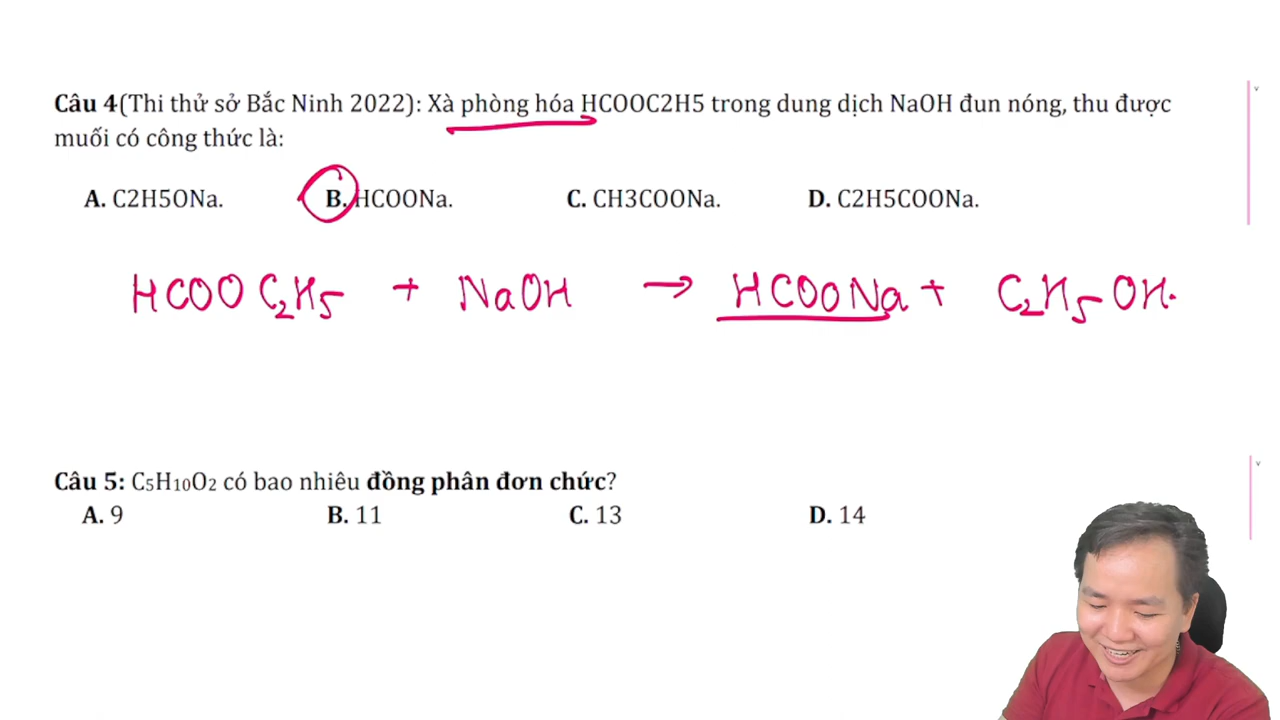 Câu 4(Thi thử sở Bắc Ninh 2022): Xà phòng hóa HCOOC2H5 trong dung dịch NaOH đun nóng, thu được
muối có công thức là:
A. C2H5ONa. B. HCOONa. C. CH3COONa. D. C2H5COONa.
HCOO C₂H₅ + NaOH → HCOONa + C₂H₅OH.
Câu 5: C₅H₁₀O₂ có bao nhiêu đồng phân đơn chức?
A. 9 B. 11 C. 13 D. 14